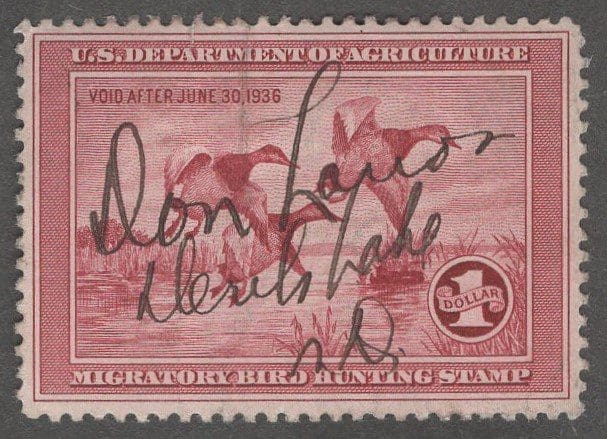 U.S. DEPARTMENT OF AGRICULTURE
VOID AFTER JUNE 30, 1936
Don
Devils Lake
N.D.
1
DOLLAR
MIGRATORY BIRD HUNTING STAMP